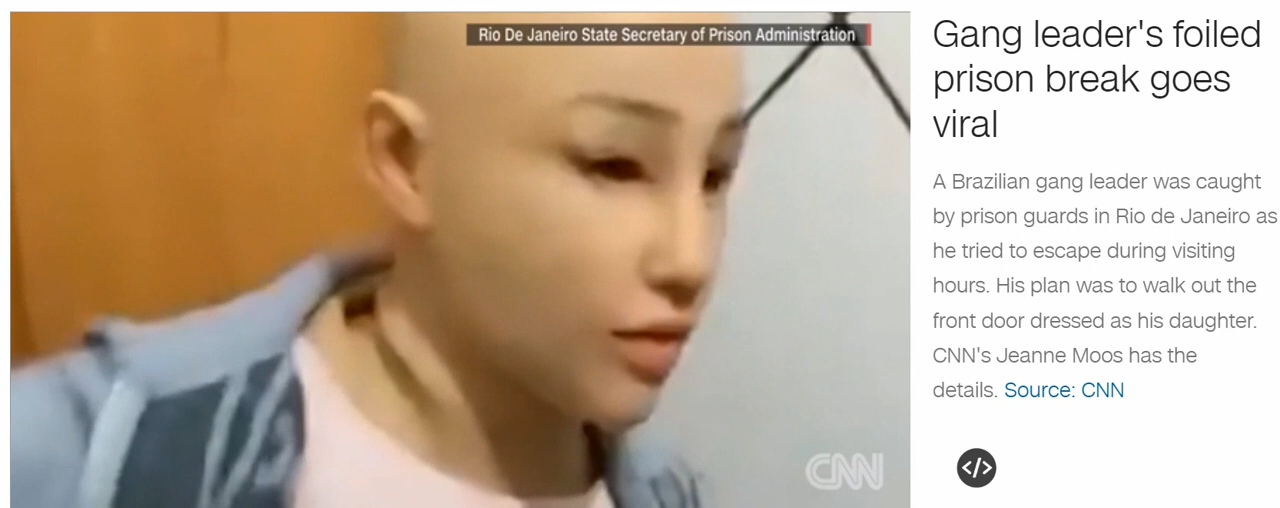 Rio De Janeiro State Secretary of Prison Administration
CNN
Gang leader's foiled
prison break goes
viral
A Brazilian gang leader was caught
by prison guards in Rio de Janeiro as
he tried to escape during visiting
hours. His plan was to walk out the
front door dressed as his daughter.
CNN's Jeanne Moos has the
details. Source: CNN
</>